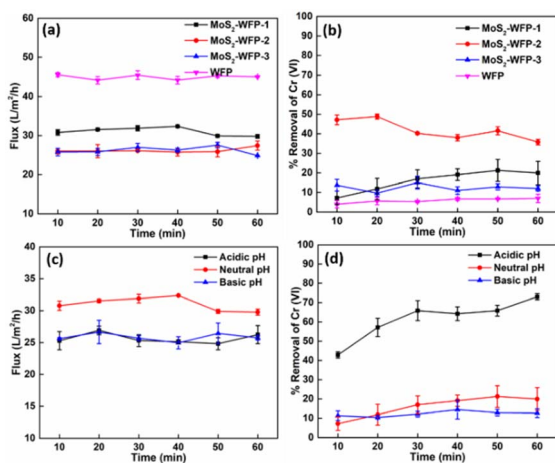 (a)
MoS2-WFP-1
MoS2-WFP-2
MoS2-WFP-3
WFP
Flux (L/m²/h)
60
50
40
30
20
10
10 20 30 40 50 60
Time (min)
(b)
MoS2-WFP-1
MoS2-WFP-2
MoS2-WFP-3
WFP
% Removal of Cr (VI)
100
90
80
70
60
50
40
30
20
10
0
10 20 30 40 50 60
Time (min)
(c)
Acidic pH
Neutral pH
Basic pH
Flux (L/m²/h)
40
35
30
25
20
15
10
10 20 30 40 50 60
Time (min)
(d)
Acidic pH
Neutral pH
Basic pH
% Removal of Cr (VI)
100
90
80
70
60
50
40
30
20
10
0
10 20 30 40 50 60
Time (min)